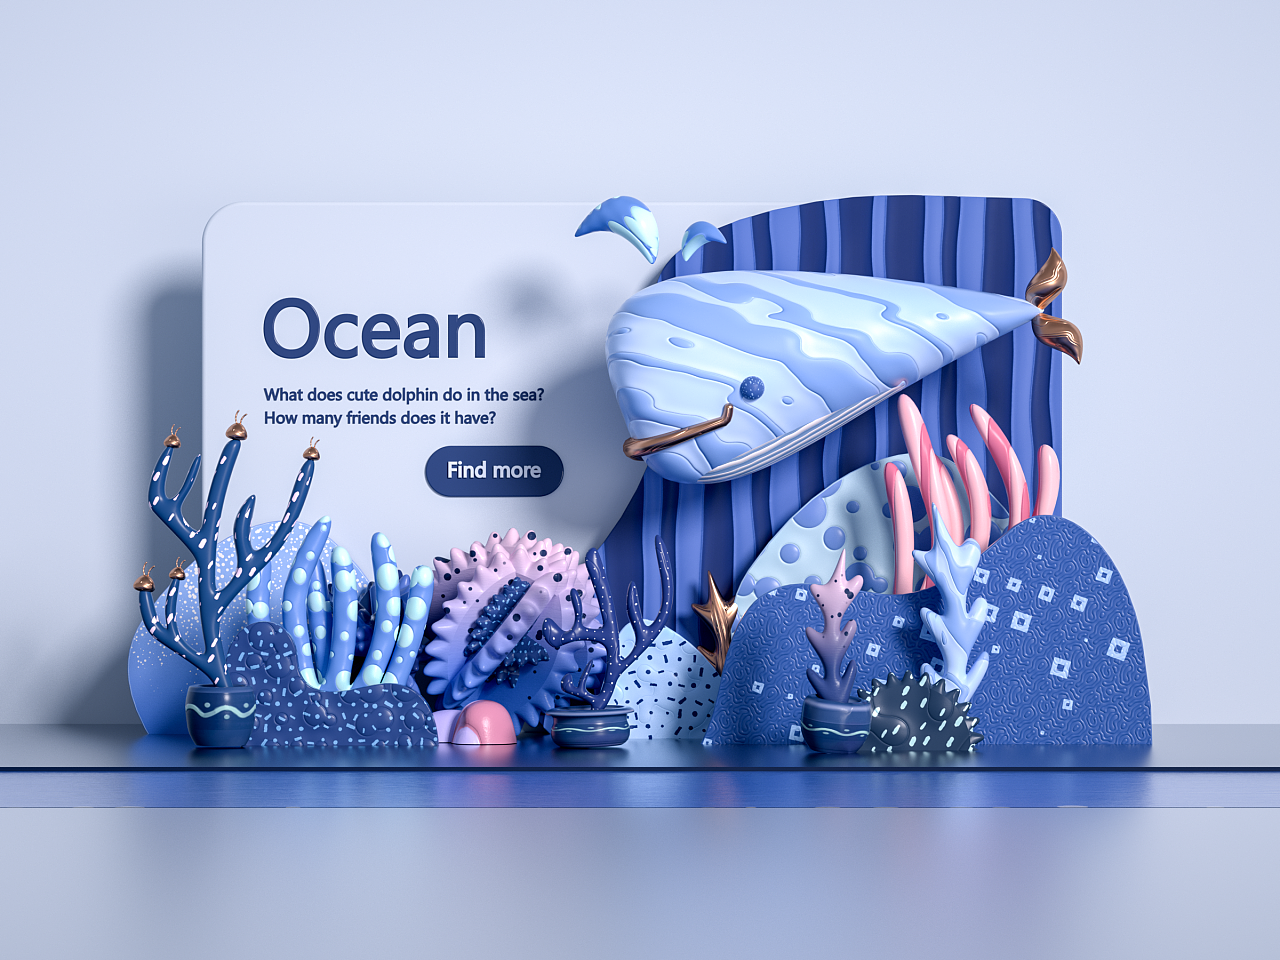 Ocean
What does cute dolphin do in the sea?
How many friends does it have?
Find more